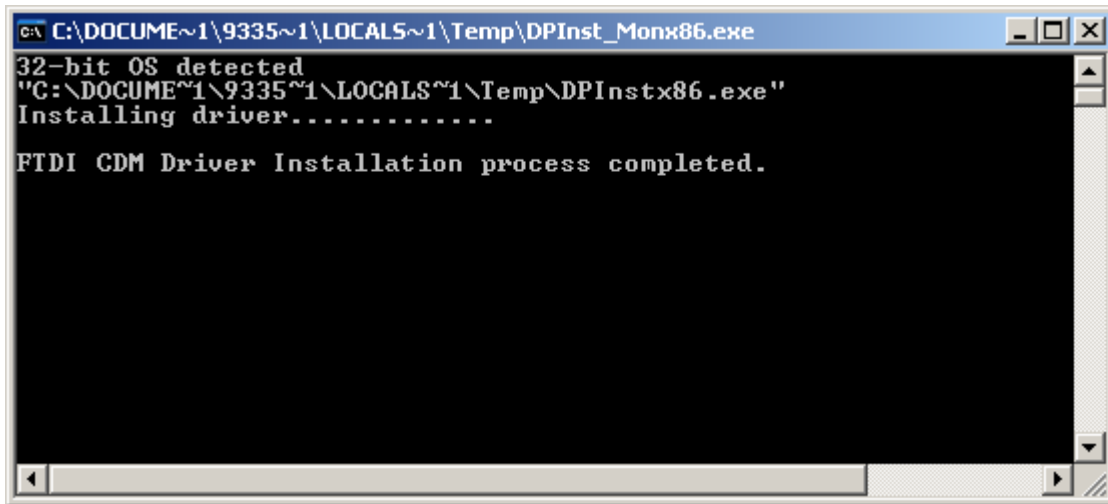 C:\DOCUME~1\9335~1\LOCALS~1\Temp\DPInst_Monx86.exe
32-bit OS detected
"C:\DOCUME~1\9335~1\LOCALS~1\Temp\DPInstx86.exe"
Installing driver..............
FTDI CDM Driver Installation process completed.